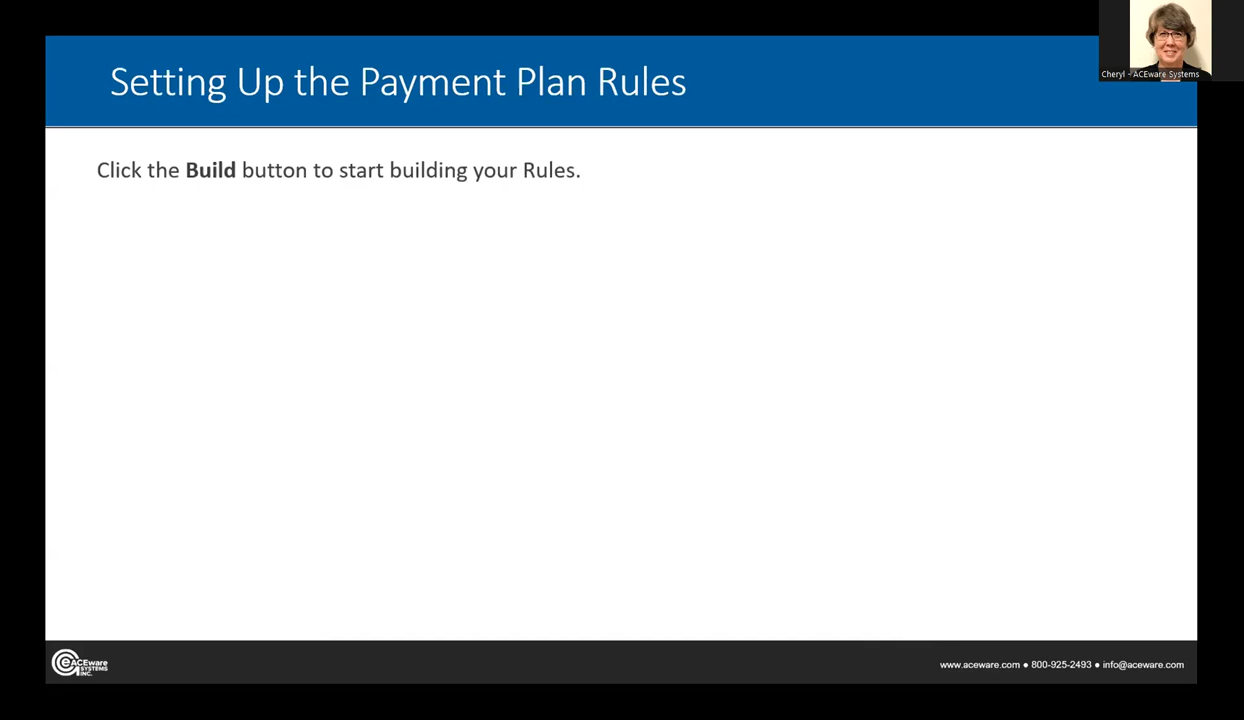 Setting Up the Payment Plan Rules
Cheryl - ACEware Systems
Click the Build button to start building your Rules.
ACEware
SYSTEMS
INC.
www.aceware.com ● 800-925-2493 ● info@aceware.com